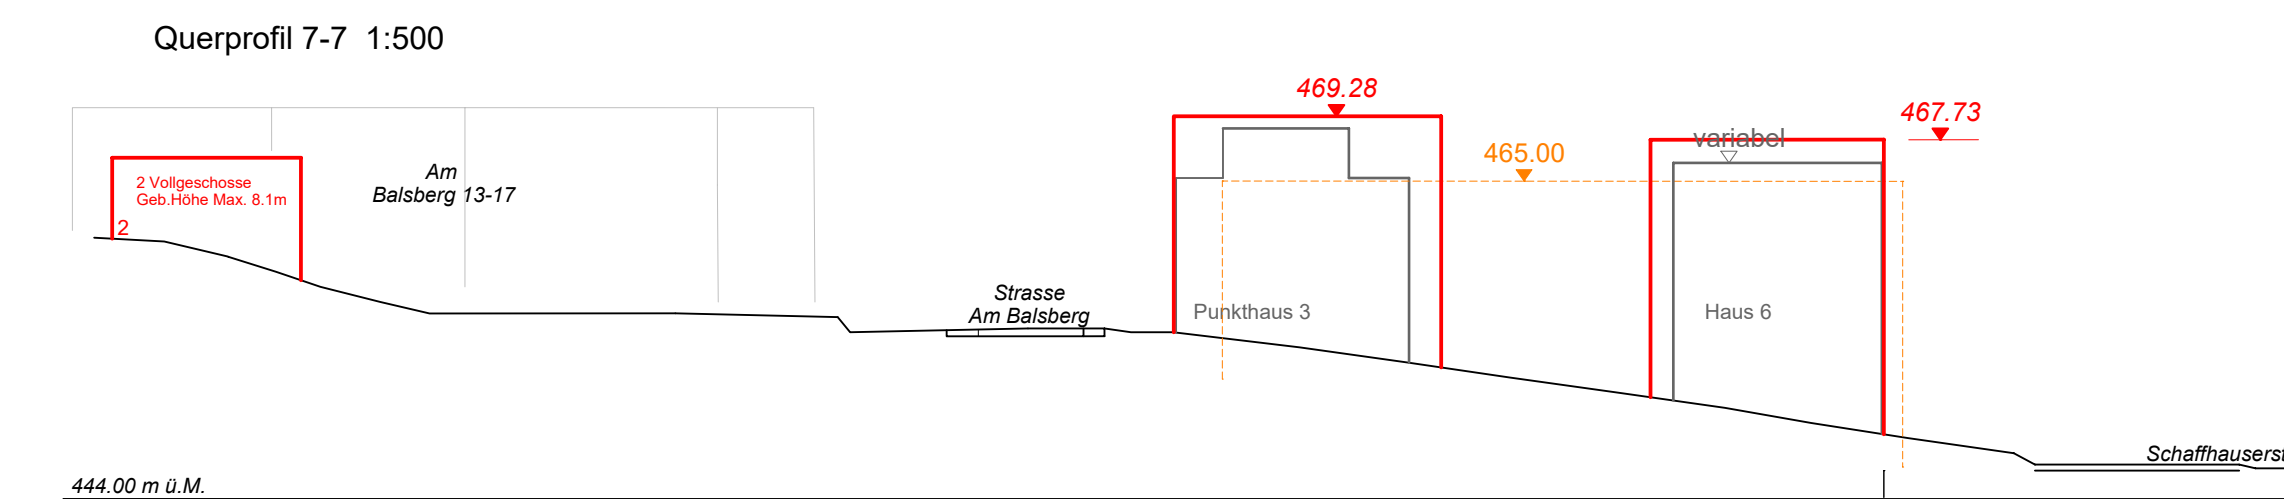 Querprofil 7-7 1:500
469.28
467.73
variabel
465.00
Am
Balsberg 13-17
2 Vollgeschosse
Geb.Höhe Max. 8.1m
2
Strasse
Am Balsberg
Punkthaus 3
Haus 6
Schaffhauserst
444.00 m ü.M.